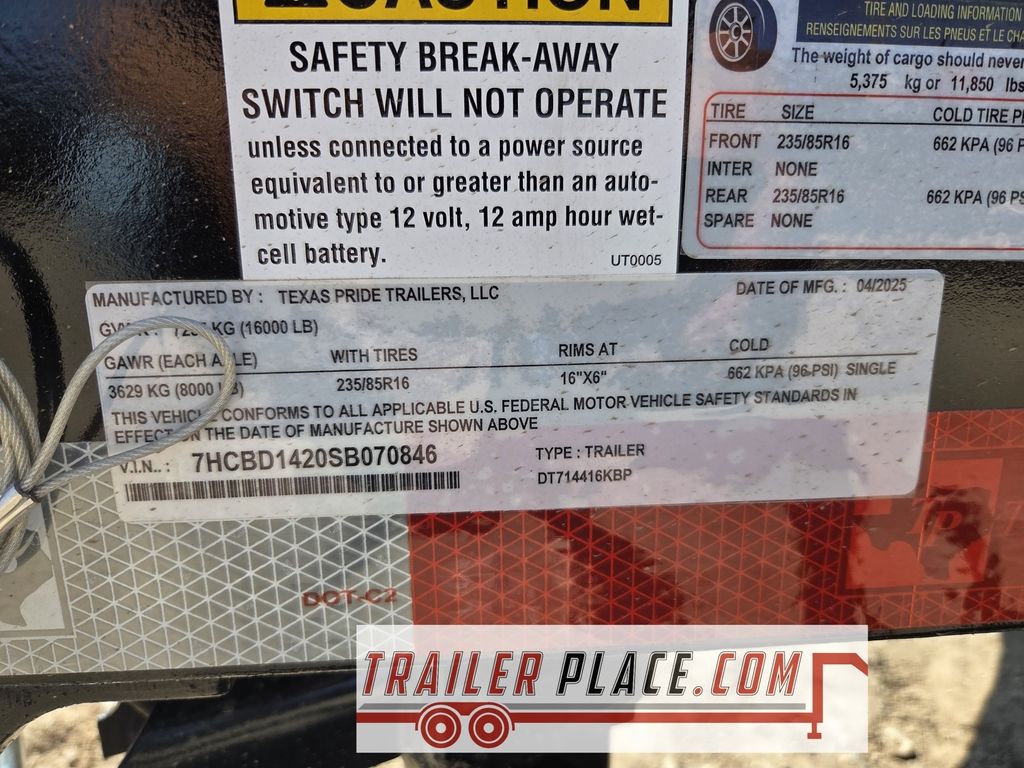 CAUTION
SAFETY BREAK-AWAY
SWITCH WILL NOT OPERATE
unless connected to a power source
equivalent to or greater than an auto-
motive type 12 volt, 12 amp hour wet-
cell battery.
UT0005
TIRE AND LOADING INFORMATION
RENSEIGNEMENTS SUR LES PNEUS ET LE
The weight of cargo should never
5,375 kg or 11,850 lbs
TIRE SIZE COLD TIRE
FRONT 235/85R16 662 KPA (96
INTER NONE
REAR 235/85R16 662 KPA (96
SPARE NONE
MANUFACTURED BY : TEXAS PRIDE TRAILERS, LLC DATE OF MFG. : 04/2025
KG (16000 LB)
GAWR (EACH AXLE) WITH TIRES RIMS AT COLD
3629 KG (8000 LB) 235/85R16 16"X6" 662 KPA (96 PSI) SINGLE
THIS VEHICLE CONFORMS TO ALL APPLICABLE U.S. FEDERAL MOTOR VEHICLE SAFETY STANDARDS IN
EFFECT ON THE DATE OF MANUFACTURE SHOWN ABOVE
V.I.N.. : 7HCBD1420SB070846 TYPE : TRAILER
DT714416KBP
DOT-C2
TRAILER PLACE.COM